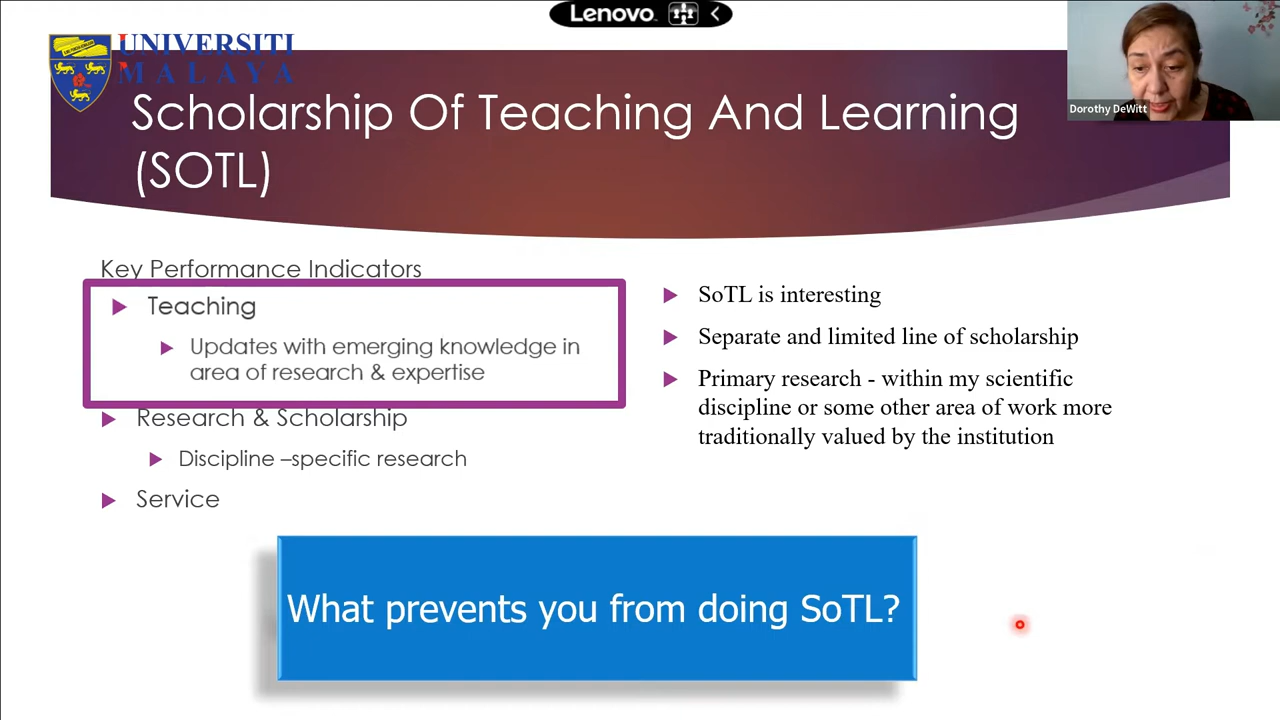 Lenovo
UNIVERSITI
MALAYA
Scholarship Of Teaching And Learning
(SOTL)
Dorothy DeWitt
Key Performance Indicators
Teaching
Updates with emerging knowledge in
area of research & expertise
Research & Scholarship
Discipline –specific research
Service
SoTL is interesting
Separate and limited line of scholarship
Primary research - within my scientific
discipline or some other area of work more
traditionally valued by the institution
What prevents you from doing SoTL?